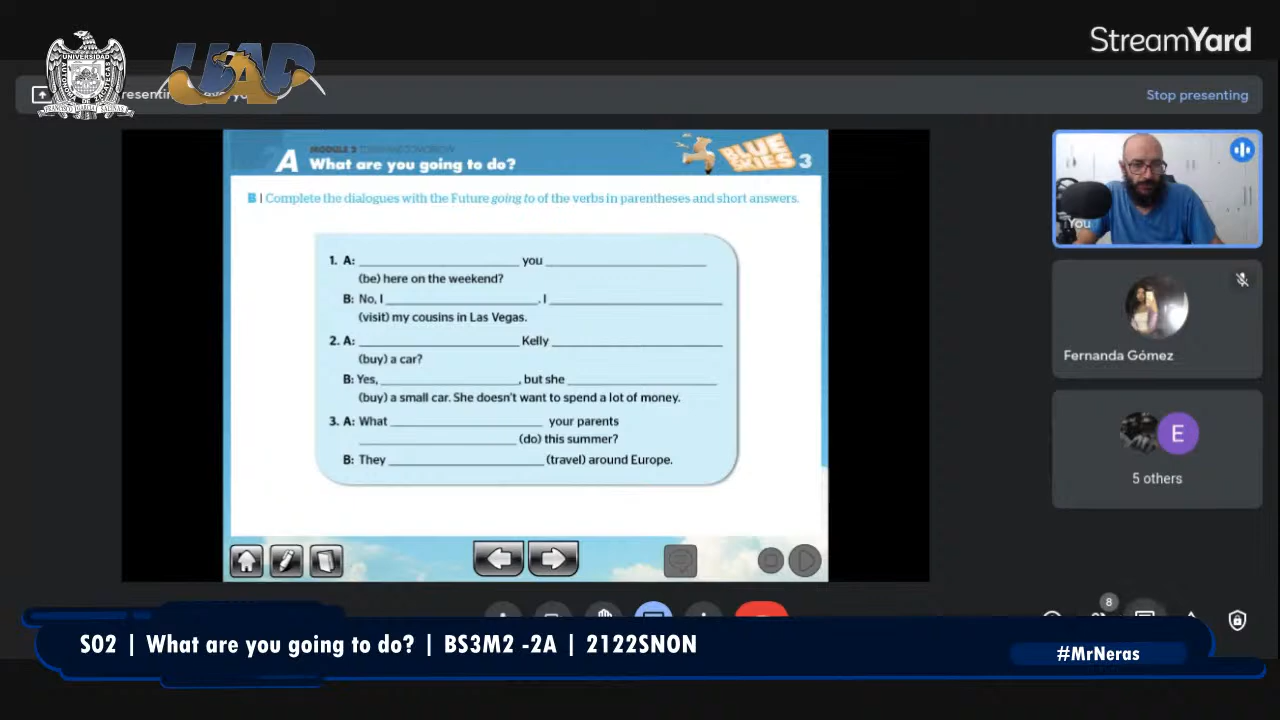 StreamYard
UNIVERSIDAD
UAP
Stop presenting
A
MODULE 2
What are you going to do?
BLUE SKIES 3
B | Complete the dialogues with the Future going to of the verbs in parentheses and short answers.
1. A: ____________ you ____________
(be) here on the weekend?
B: No, I ____________. I ____________
(visit) my cousins in Las Vegas.
2. A: ____________ Kelly ____________
(buy) a car?
B: Yes, ____________, but she ____________
(buy) a small car. She doesn't want to spend a lot of money.
3. A: What ____________ your parents
____________ (do) this summer?
B: They ____________ (travel) around Europe.
You
Fernanda Gómez
E
5 others
8
S02 | What are you going to do? | BS3M2 -2A | 2122SNON
#MrNeras